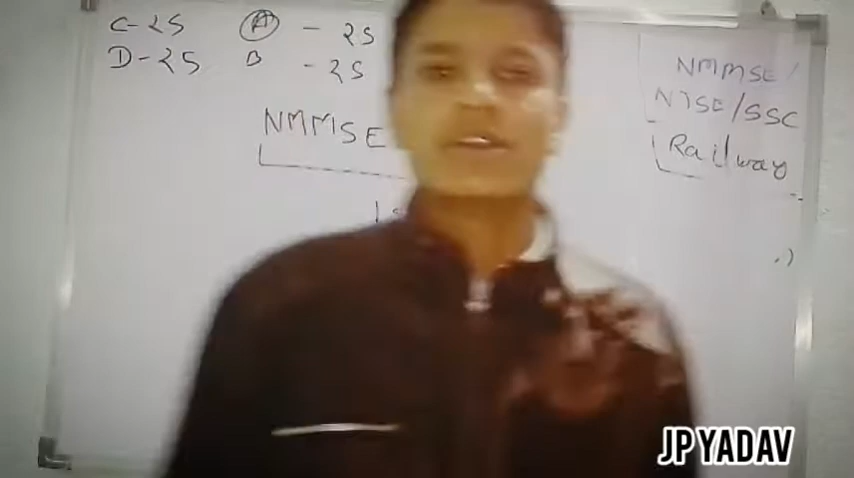 C-25 A - 25
D-25 B - 25
NMMSE
NMMSE/
NTSE/SSC
Railway
JP YADAV